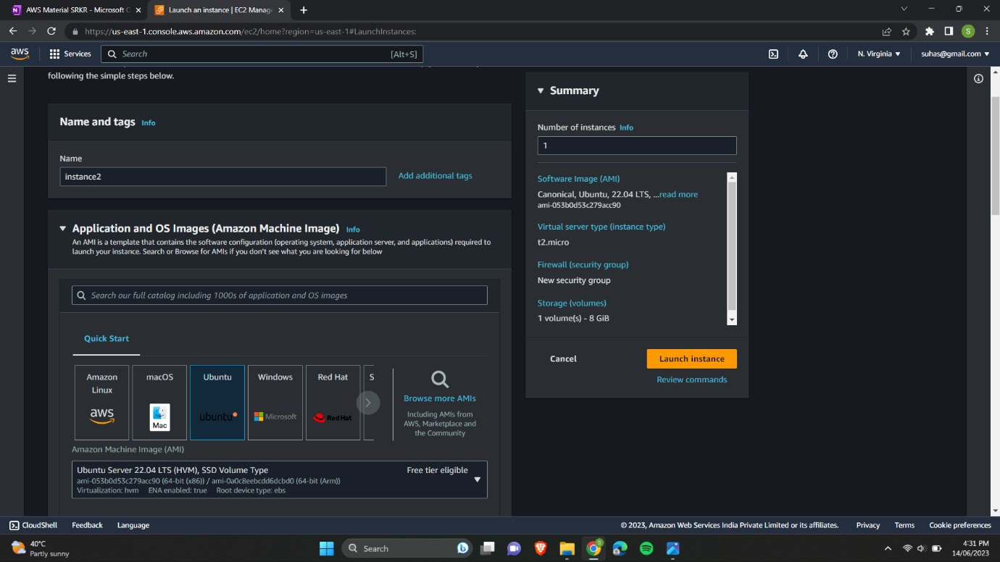 AWS Material SRKR - Microsoft O
Launch an instance | EC2 Manage
https://us-east-1.console.aws.amazon.com/ec2/home?region=us-east-1#LaunchInstances:
S
aws
Services
Search
[Alt+S]
N. Virginia
suhas@gmail.com
following the simple steps below.
Name and tags Info
Name
instance2
Add additional tags
Application and OS Images (Amazon Machine Image) Info
An AMI is a template that contains the software configuration (operating system, application server, and applications) required to
launch your instance. Search or Browse for AMIs if you don't see what you are looking for below
Search our full catalog including 1000s of application and OS images
Quick Start
Amazon
Linux
aws
macOS
Mac
Ubuntu
ubuntu
Windows
Microsoft
Red Hat
Red Hat
S
Browse more AMIs
Including AMIs from
AWS, Marketplace and
the Community
Amazon Machine Image (AMI)
Ubuntu Server 22.04 LTS (HVM), SSD Volume Type
Free tier eligible
ami-053b0d53c279acc90 (64-bit (x86)) / ami-0a0c8eebcdd6dcbd0 (64-bit (Arm))
Virtualization: hvm ENA enabled: true Root device type: ebs
Summary
Number of instances Info
1
Software Image (AMI)
Canonical, Ubuntu, 22.04 LTS, ...read more
ami-053b0d53c279acc90
Virtual server type (instance type)
t2.micro
Firewall (security group)
New security group
Storage (volumes)
1 volume(s) - 8 GiB
Cancel
Launch instance
Review commands
CloudShell
Feedback
Language
© 2023, Amazon Web Services India Private Limited or its affiliates.
Privacy
Terms
Cookie preferences
40°C
Partly sunny
Search
4:31 PM
14/06/2023